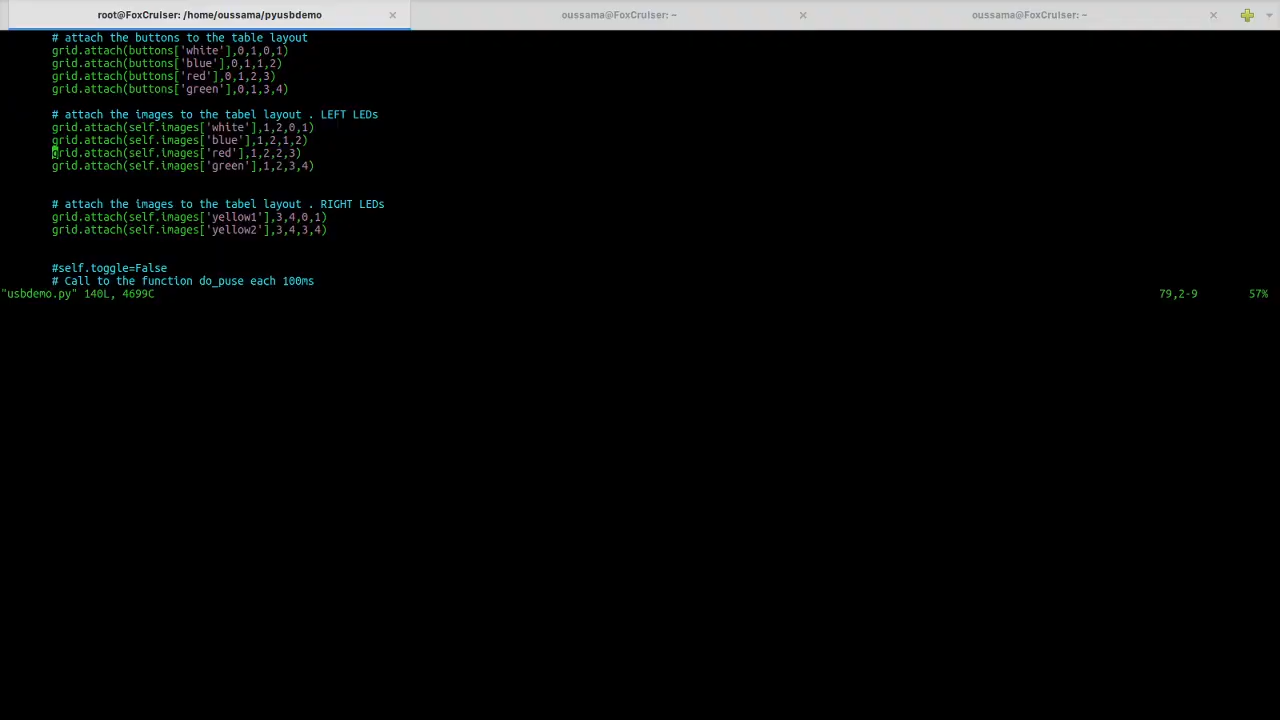 root@FoxCruiser: /home/oussama/pyusbdemo × oussama@FoxCruiser: ~ × oussama@FoxCruiser: ~ ×
# attach the buttons to the table layout
grid.attach(buttons['white'],0,1,0,1)
grid.attach(buttons['blue'],0,1,1,2)
grid.attach(buttons['red'],0,1,2,3)
grid.attach(buttons['green'],0,1,3,4)
# attach the images to the tabel layout . LEFT LEDs
grid.attach(self.images['white'],1,2,0,1)
grid.attach(self.images['blue'],1,2,1,2)
grid.attach(self.images['red'],1,2,2,3)
grid.attach(self.images['green'],1,2,3,4)
# attach the images to the tabel layout . RIGHT LEDs
grid.attach(self.images['yellow1'],3,4,0,1)
grid.attach(self.images['yellow2'],3,4,3,4)
#self.toggle=False
# Call to the function do_puse each 100ms
"usbdemo.py" 140L, 4699C 79,2-9 57%